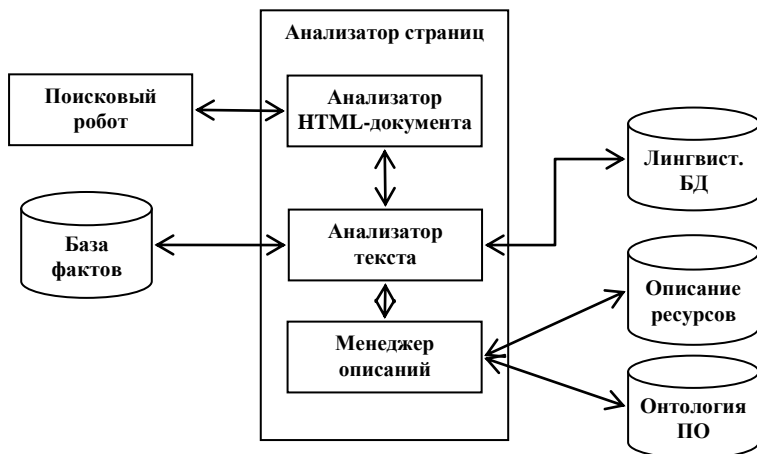 Анализатор страниц
Поисковый
робот
Анализатор
HTML-документа
Лингвист.
БД
База
фактов
Анализатор
текста
Описание
ресурсов
Менеджер
описаний
Онтология
ПО